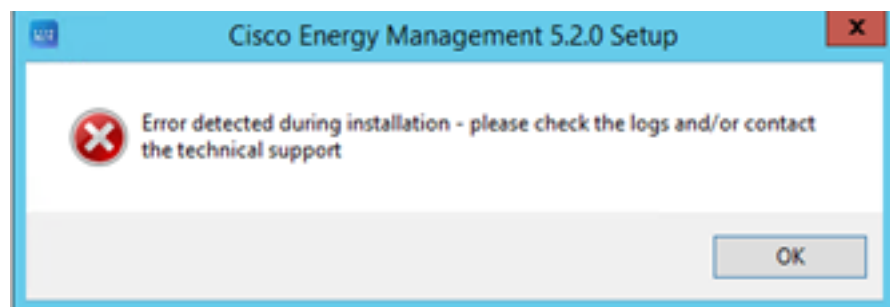 Cisco Energy Management 5.2.0 Setup
x
Error detected during installation - please check the logs and/or contact
the technical support
OK